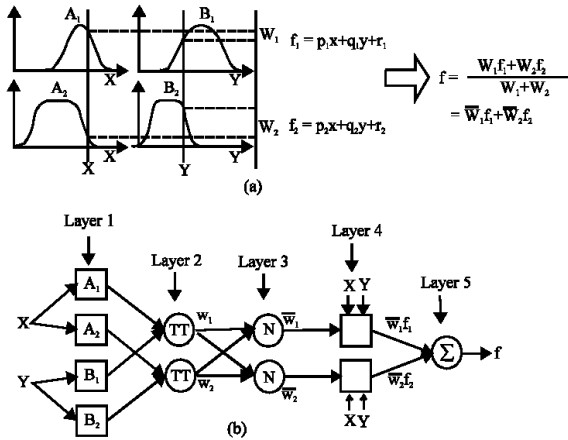 A₁ B₁
W₁ f₁ = p₁x+q₁y+r₁
X Y
f = W₁f₁+W₂f₂ / W₁+W₂
= W̅₁f₁+W̅₂f₂
A₂ B₂
W₂ f₂ = p₂x+q₂y+r₂
X Y
X Y
(a)
Layer 1
Layer 2
Layer 3
Layer 4
Layer 5
X Y
A₁
X A₂
Y B₁
B₂
TT w₁ N w̅₁ w̅₁f₁
TT w₂ N w̅₂ w̅₂f₂
Σ f
X Y
(b)